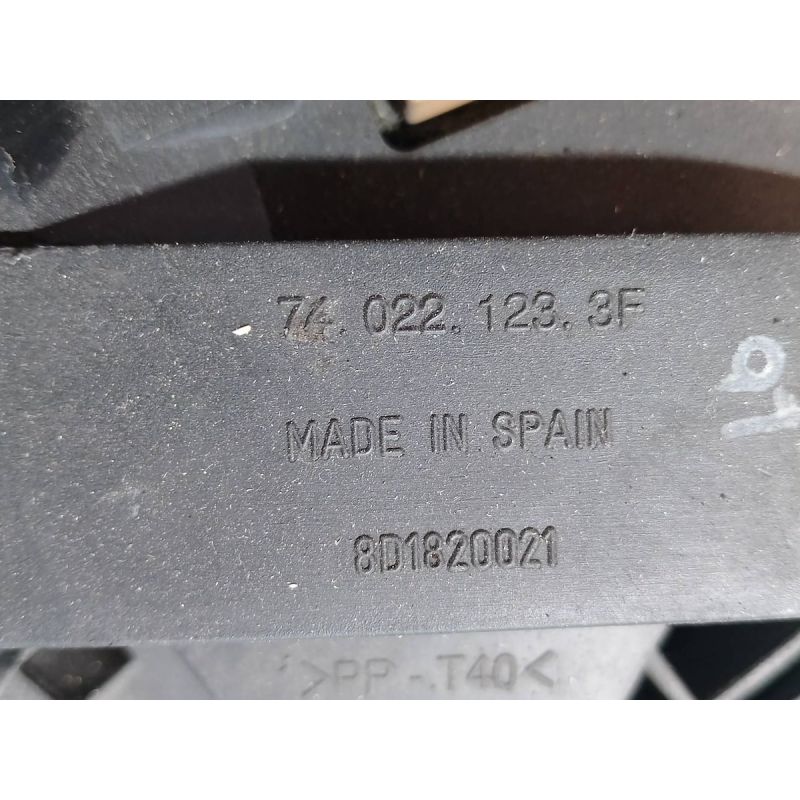 74.022.123.3F
MADE IN SPAIN
8D1820021
>PP-.T40<